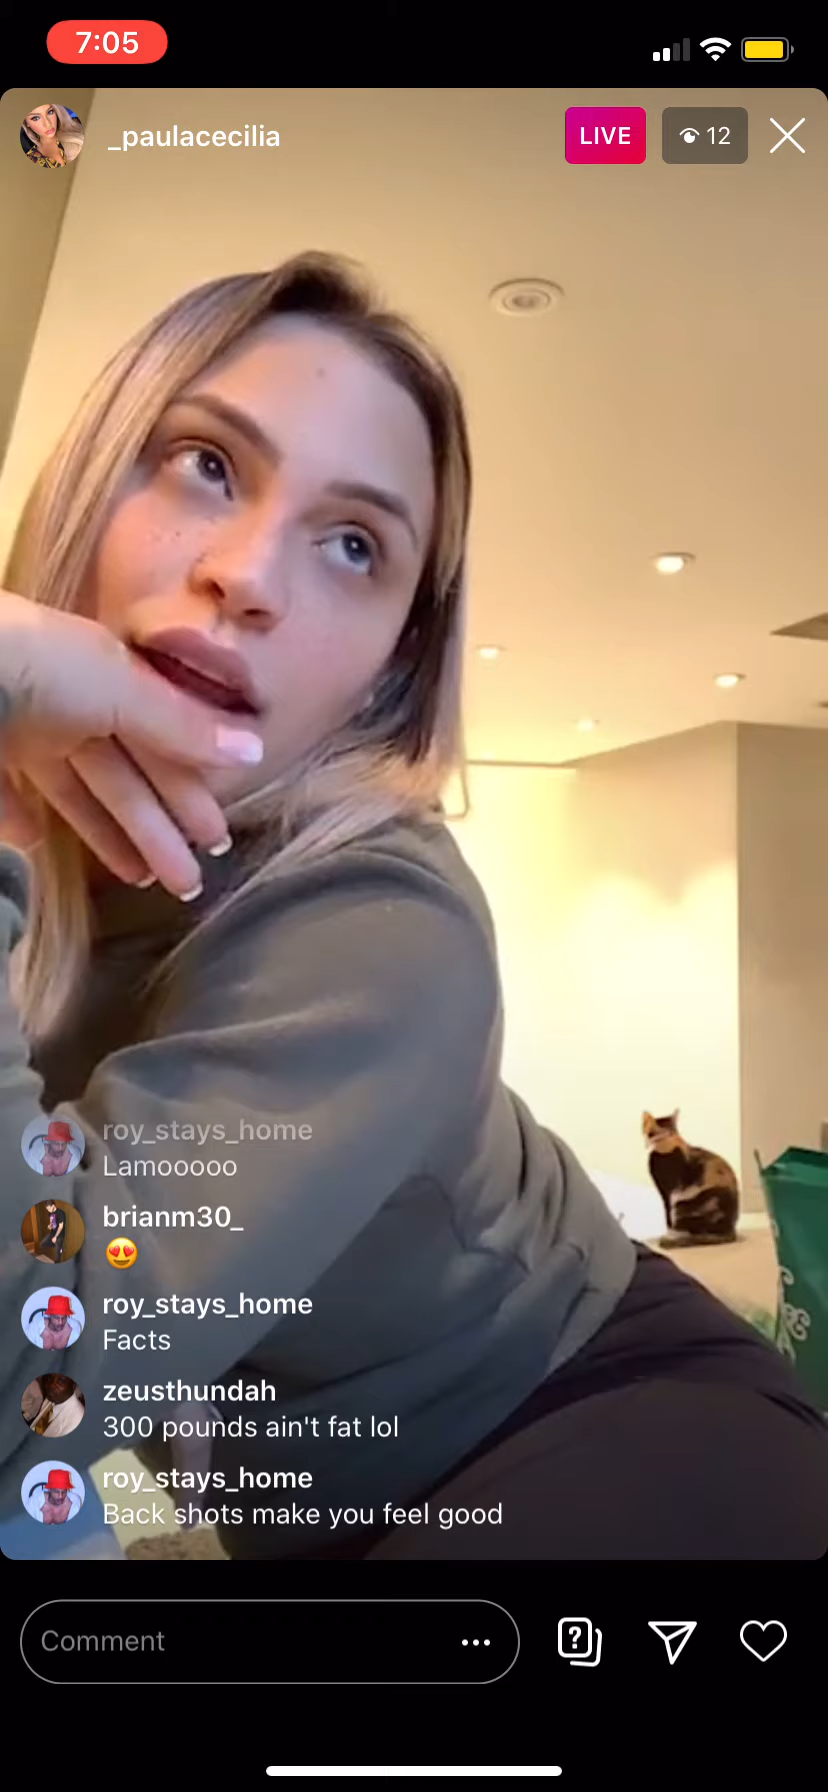 7:05
_paulacecilia
LIVE
12
roy_stays_home
Lamooooo
brianm30_
😍
roy_stays_home
Facts
zeusthundah
300 pounds ain't fat lol
roy_stays_home
Back shots make you feel good
Comment